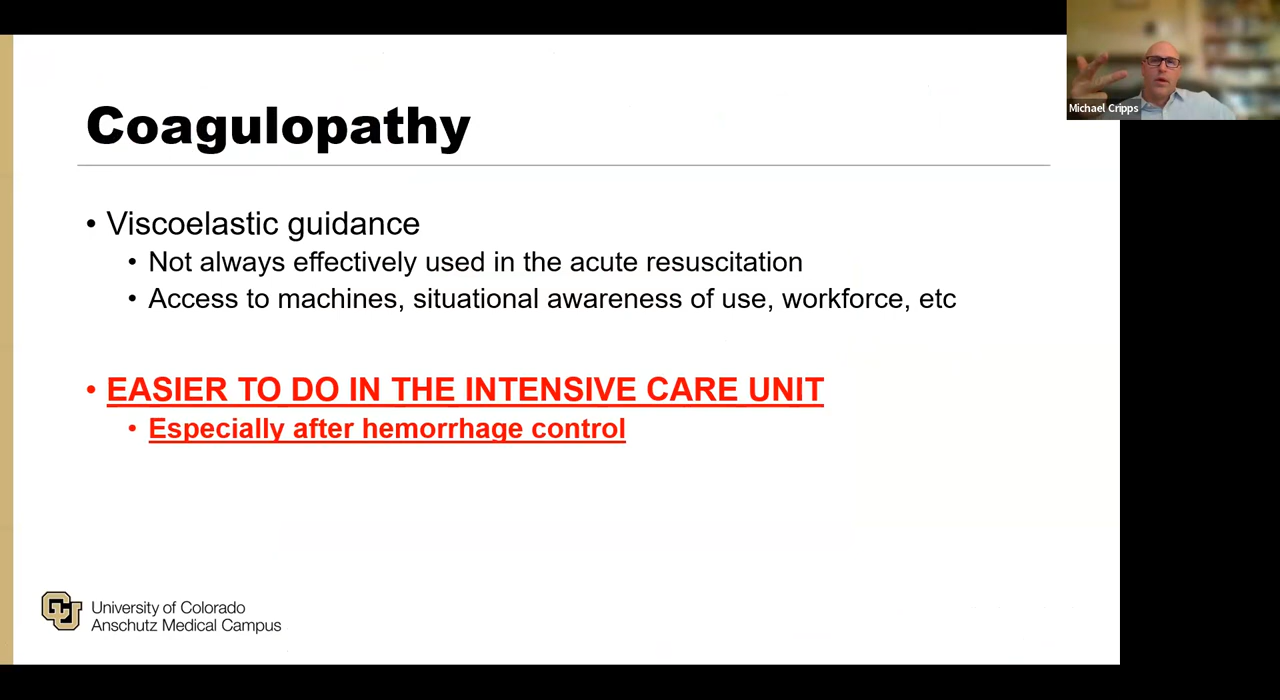 Michael Cripps
Coagulopathy
• Viscoelastic guidance
• Not always effectively used in the acute resuscitation
• Access to machines, situational awareness of use, workforce, etc
• EASIER TO DO IN THE INTENSIVE CARE UNIT
• Especially after hemorrhage control
University of Colorado
Anschutz Medical Campus